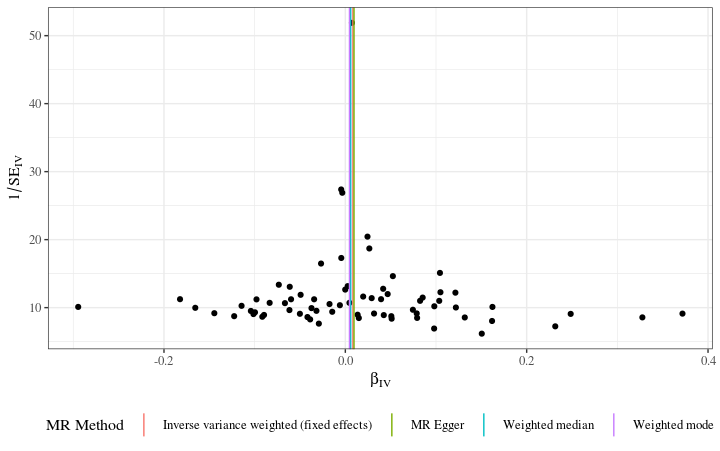 50
40
30
20
10
1/SE_IV
-0.2 0.0 0.2 0.4
β_IV
MR Method Inverse variance weighted (fixed effects) MR Egger Weighted median Weighted mode